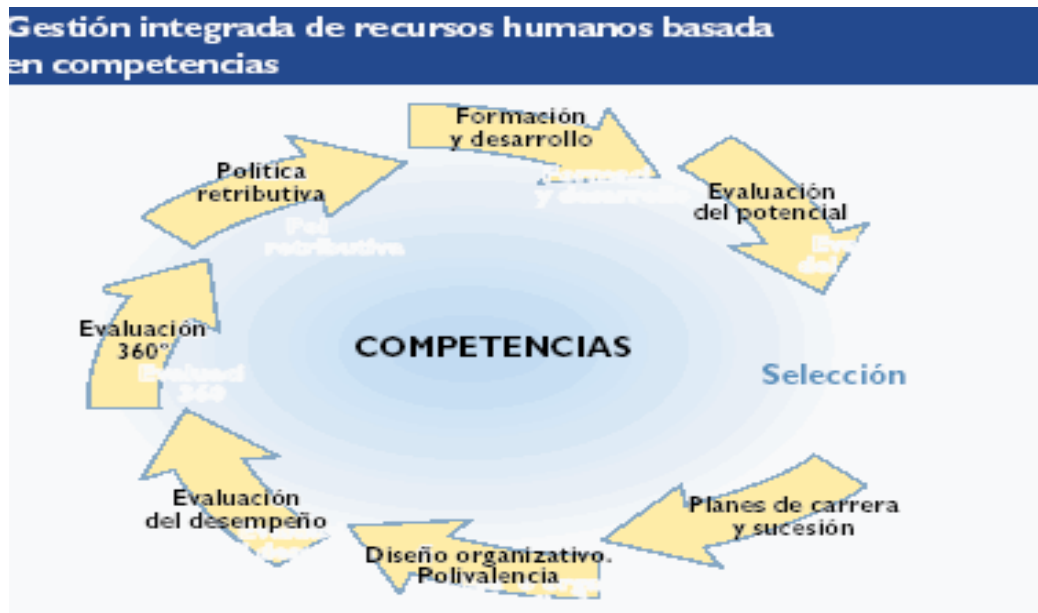 Gestión integrada de recursos humanos basada
en competencias
Formación
y desarrollo
Política
retributiva
Evaluación
del potencial
Evaluación
360°
COMPETENCIAS
Selección
Evaluación
del desempeño
Planes de carrera
y sucesión
Diseño organizativo.
Polivalencia